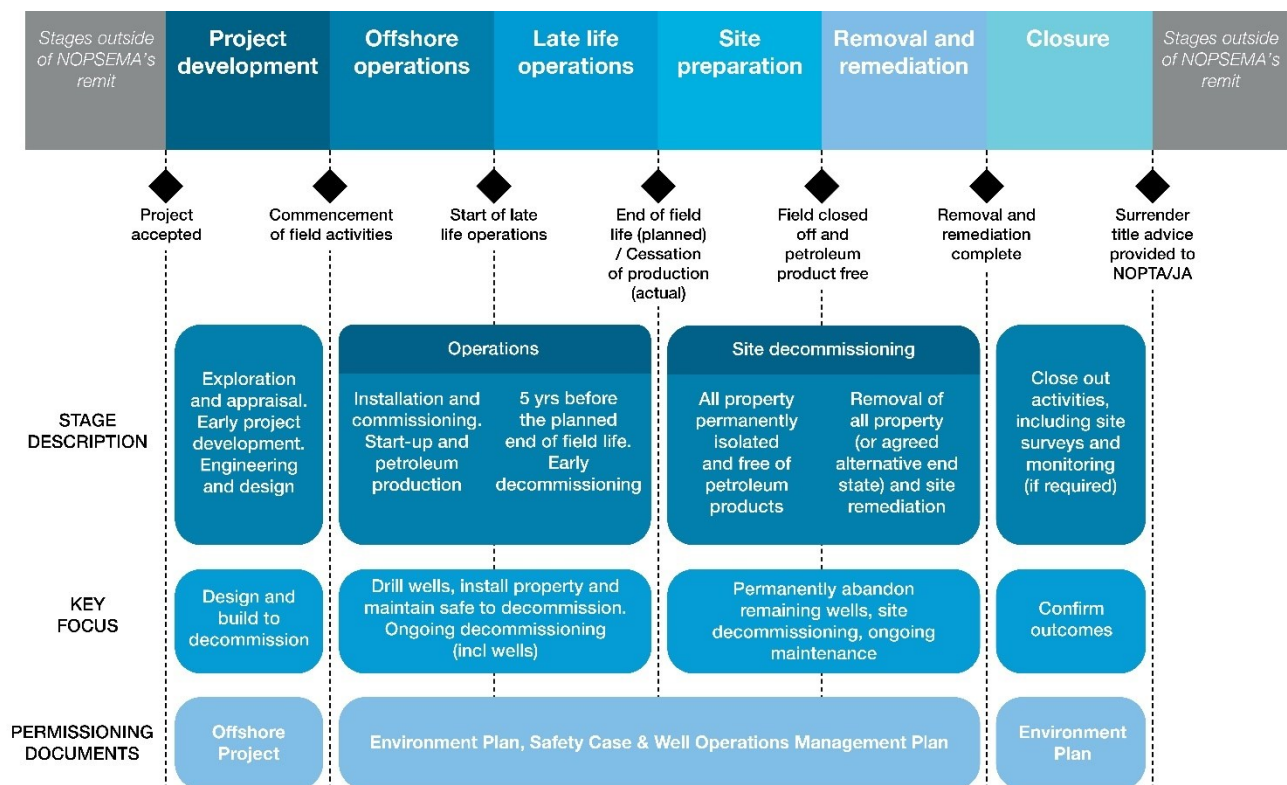 Stages outside
of NOPSEMA's
remit
Project
development
Offshore
operations
Late life
operations
Site
preparation
Removal and
remediation
Closure
Stages outside
of NOPSEMA's
remit
Project
accepted
Commencement
of field activities
Start of late
life operations
End of field
life (planned)
/ Cessation
of production
(actual)
Field closed
off and
petroleum
product free
Removal and
remediation
complete
Surrender
title advice
provided to
NOPTA/JA
STAGE
DESCRIPTION
Exploration
and appraisal.
Early project
development.
Engineering
and design
Operations
Installation and
commissioning.
Start-up and
petroleum
production
5 yrs before
the planned
end of field life.
Early
decommissioning
Site decommissioning
All property
permanently
isolated
and free of
petroleum
products
Removal of
all property
(or agreed
alternative end
state) and site
remediation
Close out
activities,
including site
surveys and
monitoring
(if required)
KEY
FOCUS
Design and
build to
decommission
Drill wells, install property and
maintain safe to decommission.
Ongoing decommissioning
(incl wells)
Permanently abandon
remaining wells, site
decommissioning, ongoing
maintenance
Confirm
outcomes
PERMISSIONING
DOCUMENTS
Offshore
Project
Environment Plan, Safety Case & Well Operations Management Plan
Environment
Plan